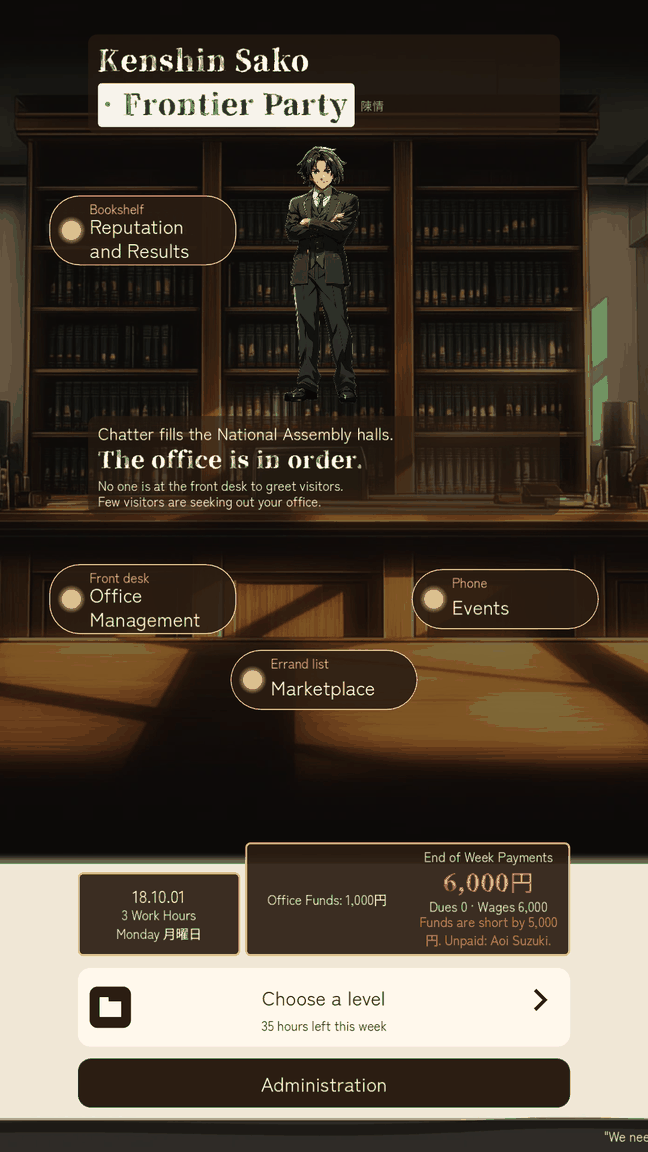 Kenshin Sako
· Frontier Party 陳情
Bookshelf
Reputation
and Results
Chatter fills the National Assembly halls.
The office is in order.
No one is at the front desk to greet visitors.
Few visitors are seeking out your office.
Front desk
Office
Management
Phone
Events
Errand list
Marketplace
18.10.01
3 Work Hours
Monday 月曜日
Office Funds: 1,000円
End of Week Payments
6,000円
Dues 0 · Wages 6,000
Funds are short by 5,000
円. Unpaid: Aoi Suzuki.
Choose a level
35 hours left this week
Administration
"We nee